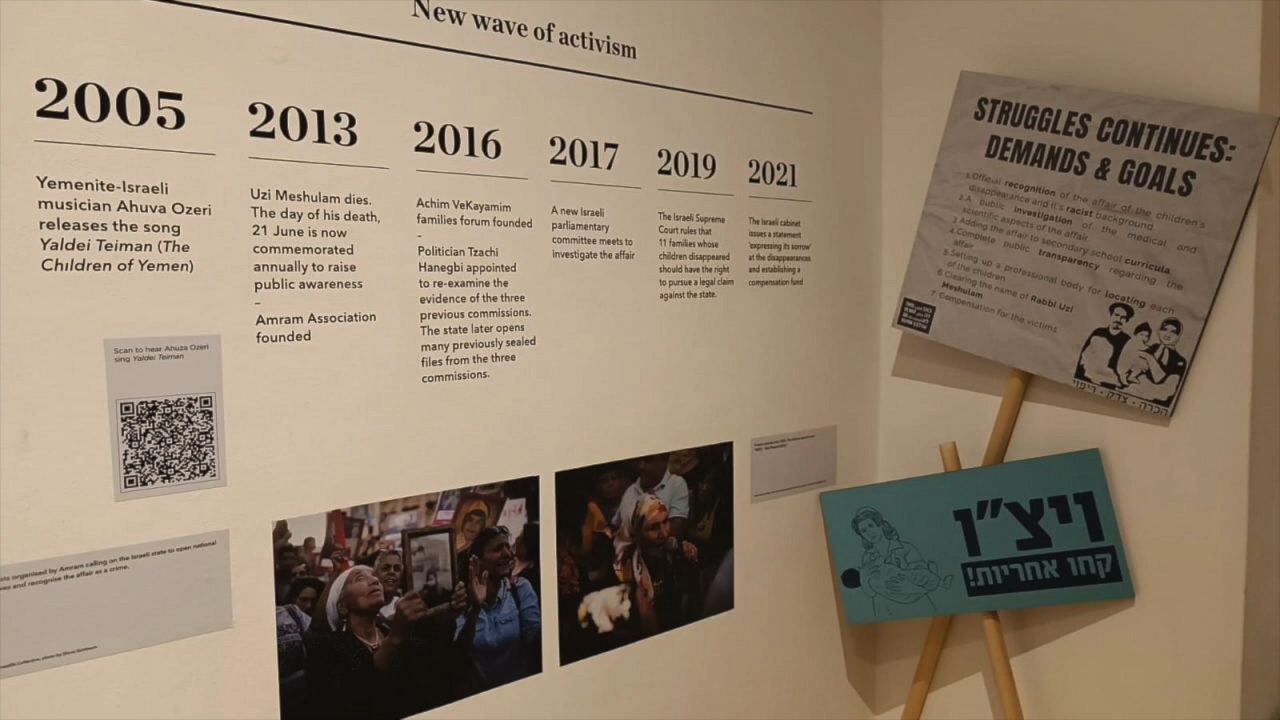 New wave of activism
2005
Yemenite-Israeli
musician Ahuva Ozeri
releases the song
Yaldei Teiman (The
Children of Yemen)
2013
Uzi Meshulam dies.
The day of his death,
21 June is now
commemorated
annually to raise
public awareness
–
Amram Association
founded
2016
Achim VeKayamim
families forum founded
–
Politician Tzachi
Hanegbi appointed
to re-examine the
evidence of the three
previous commissions.
The state later opens
many previously sealed
files from the three
commissions.
2017
A new Israeli
parliamentary
committee meets to
investigate the affair
2019
The Israeli Supreme
Court rules that
11 families whose
children disappeared
should have the right
to pursue a legal claim
against the state.
2021
The Israeli cabinet
issues a statement
'expressing its sorrow'
at the disappearances
and establishing a
compensation fund
Scan to hear Ahuza Ozeri
sing Yaldei Teiman
organised by Amram calling on the Israeli state to open national
and recognise the affair as a crime.
STRUGGLES CONTINUES:
DEMANDS & GOALS
1.Official recognition of the affair of the children's
disappearance and it's racist background
2.A public investigation of the medical and
scientific aspects of the affair
3.Adding the affair to secondary school curricula
4.Complete public transparency regarding the
affair
5.Setting up a professional body for locating each
of the children
6.Clearing the name of Rabbi Uzi
Meshulam
7.Compensation for the victims
הכרה · צדק · ריפוי
ויצ"ן
קחו אחריות!